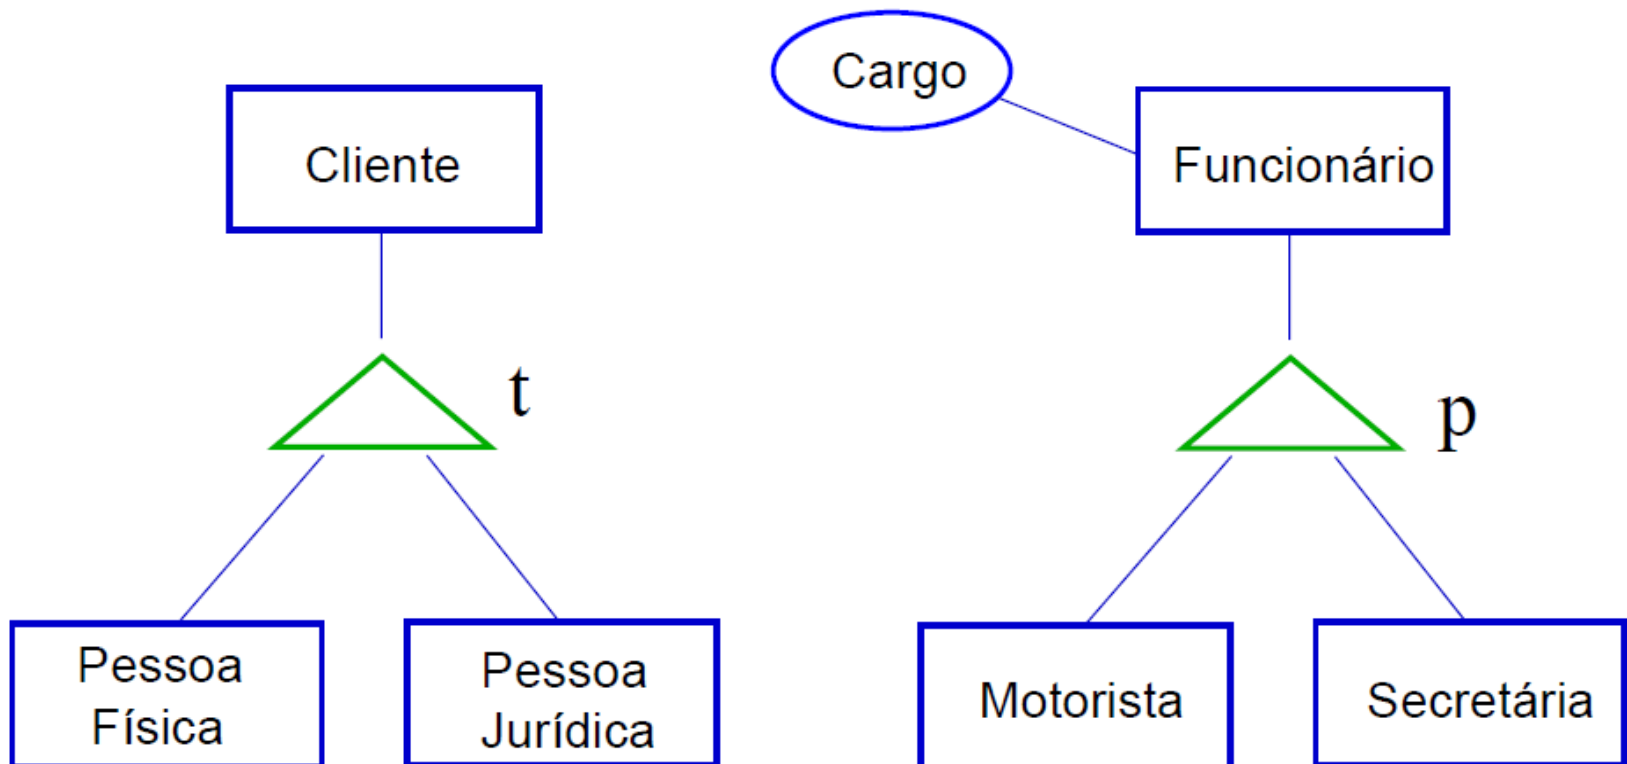 Cargo
Cliente
Funcionário
t
p
Pessoa
Física
Pessoa
Jurídica
Motorista
Secretária